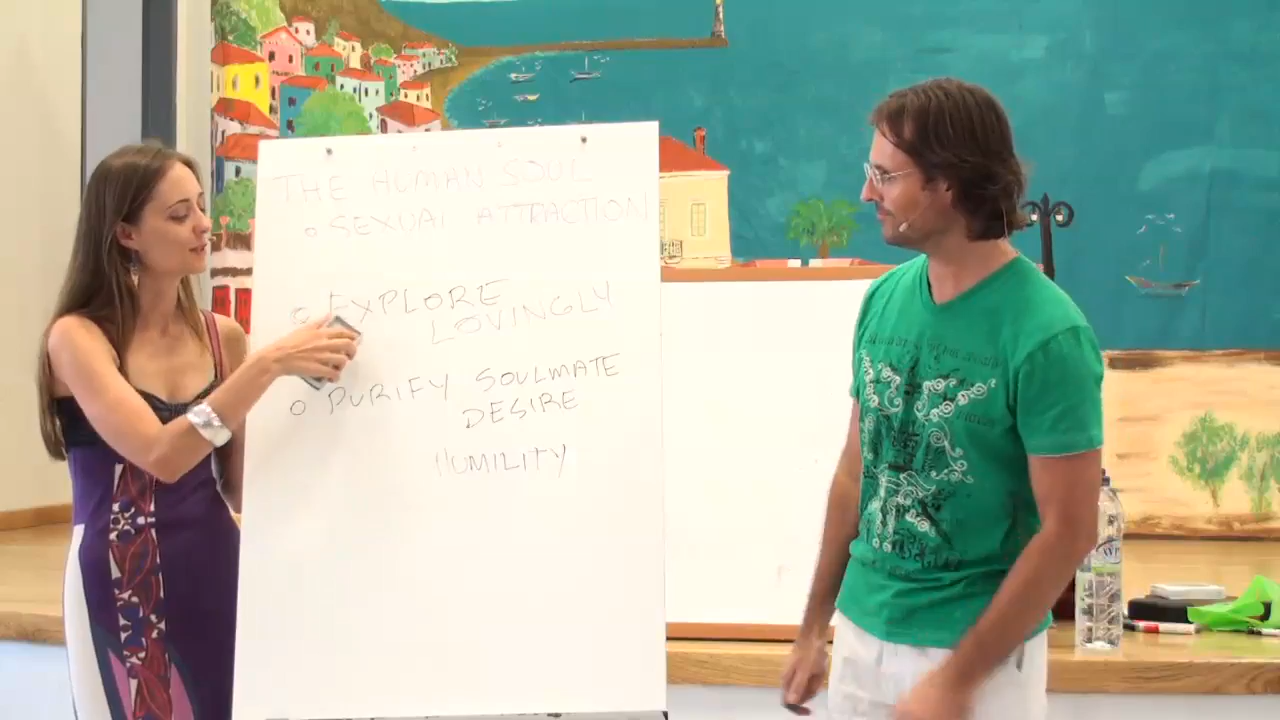 THE HUMAN SOUL
o SEXUAL ATTRACTION
o EXPLORE
LOVINGLY
o PURIFY SOULMATE
DESIRE
HUMILITY